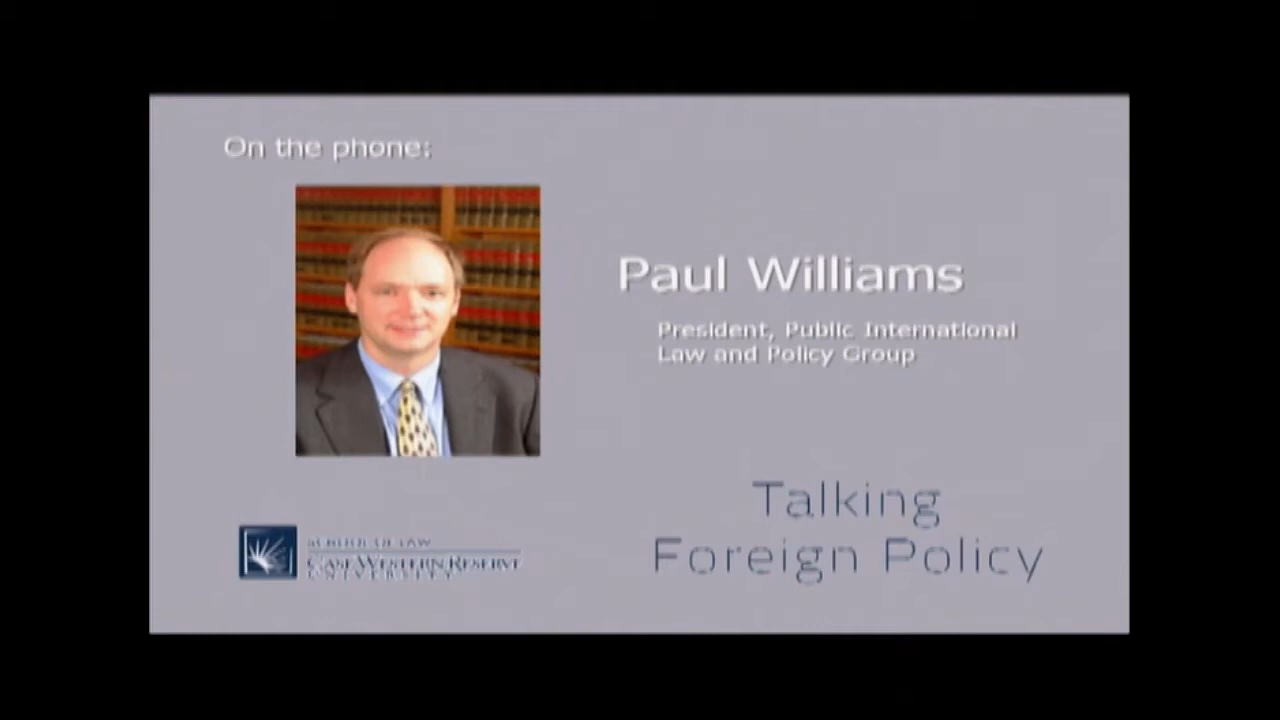 On the phone:
Paul Williams
President, Public International
Law and Policy Group
Talking
Foreign Policy
SCHOOL OF LAW
CASE WESTERN RESERVE
UNIVERSITY